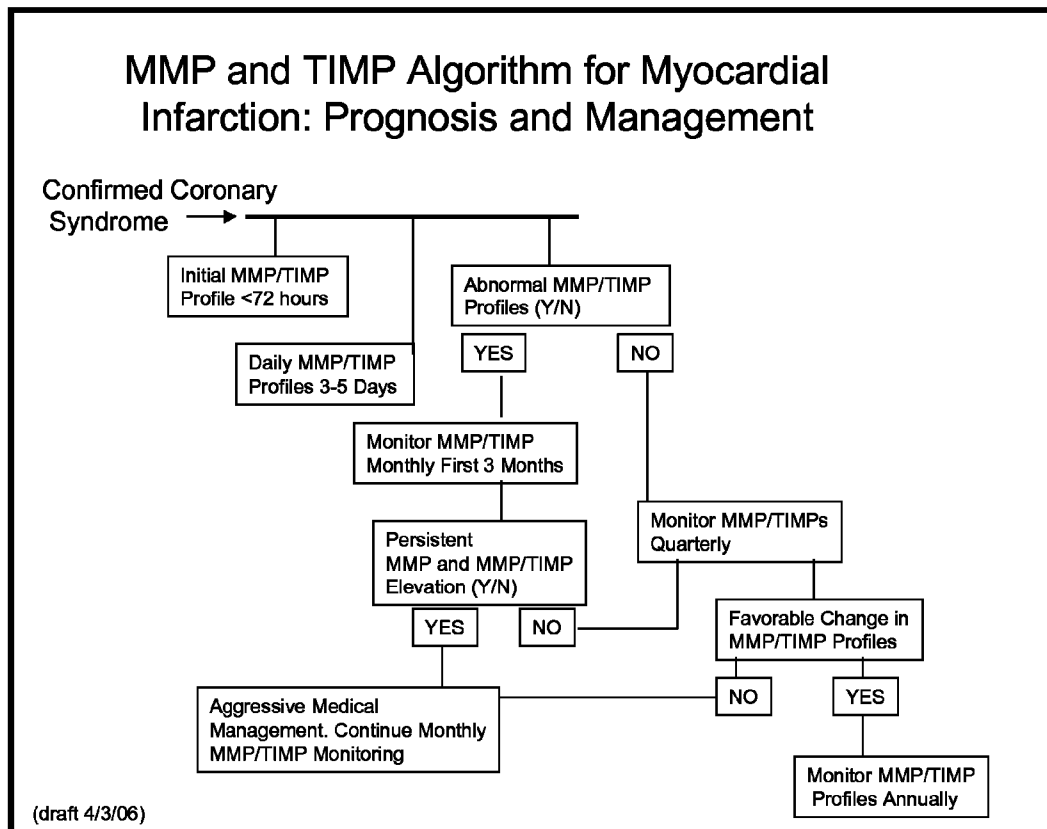 MMP and TIMP Algorithm for Myocardial
Infarction: Prognosis and Management
Confirmed Coronary
Syndrome
Initial MMP/TIMP
Profile <72 hours
Abnormal MMP/TIMP
Profiles (Y/N)
YES
NO
Daily MMP/TIMP
Profiles 3-5 Days
Monitor MMP/TIMP
Monthly First 3 Months
Monitor MMP/TIMPs
Quarterly
Persistent
MMP and MMP/TIMP
Elevation (Y/N)
YES
NO
Favorable Change in
MMP/TIMP Profiles
NO
YES
Aggressive Medical
Management. Continue Monthly
MMP/TIMP Monitoring
Monitor MMP/TIMP
Profiles Annually
(draft 4/3/06)